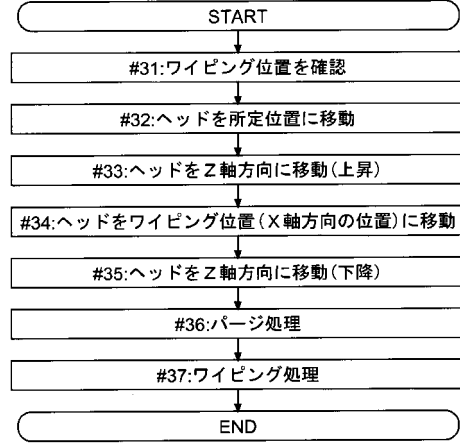 START
#31:ワイピング位置を確認
#32:ヘッドを所定位置に移動
#33:ヘッドをZ軸方向に移動(上昇)
#34:ヘッドをワイピング位置(X軸方向の位置)に移動
#35:ヘッドをZ軸方向に移動(下降)
#36:パージ処理
#37:ワイピング処理
END